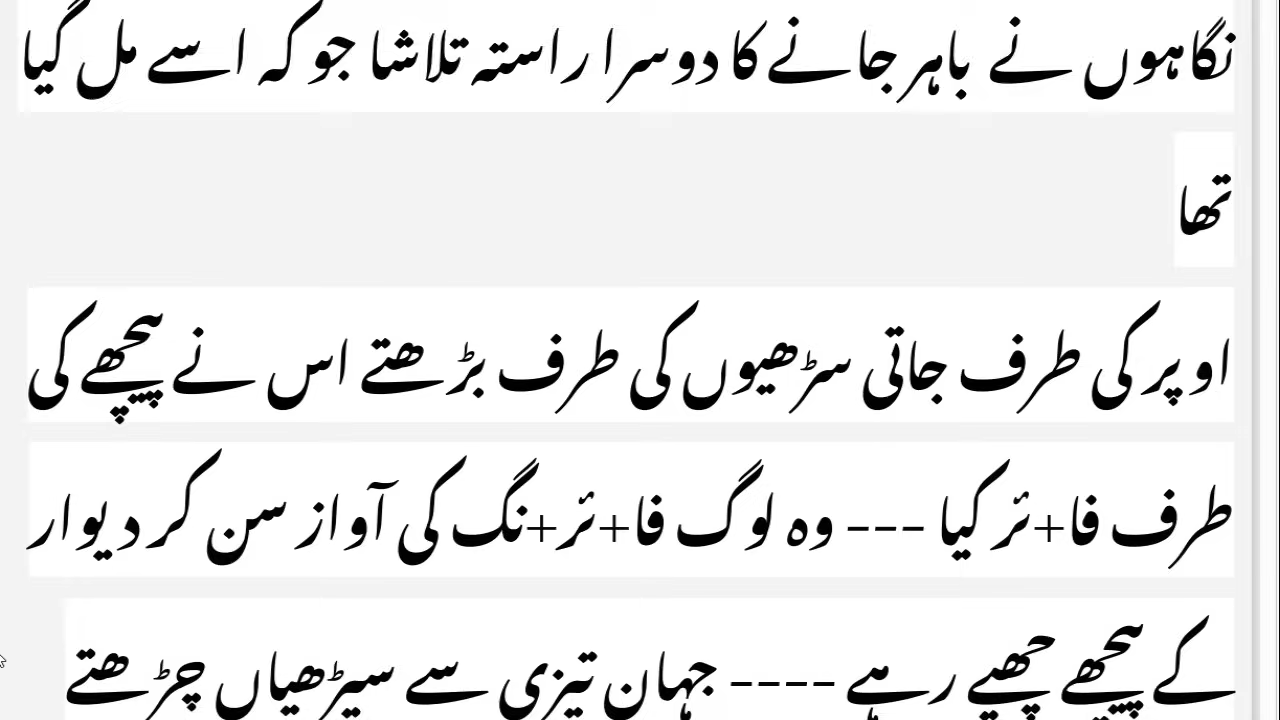 نگاہوں نے باہر جانے کا دوسرا راستہ تلاشا جو کہ اسے مل گیا
تھا
اوپر کی طرف جاتی سڑھیوں کی طرف بڑھتے اس نے پیچھے کی
طرف فا+ئر کیا --- وہ لوگ فا+ئر+نگ کی آواز سن کر دیوار
کے پیچھے چھپے رہے ---- جہان تیزی سے سیڑھیاں چڑھتے